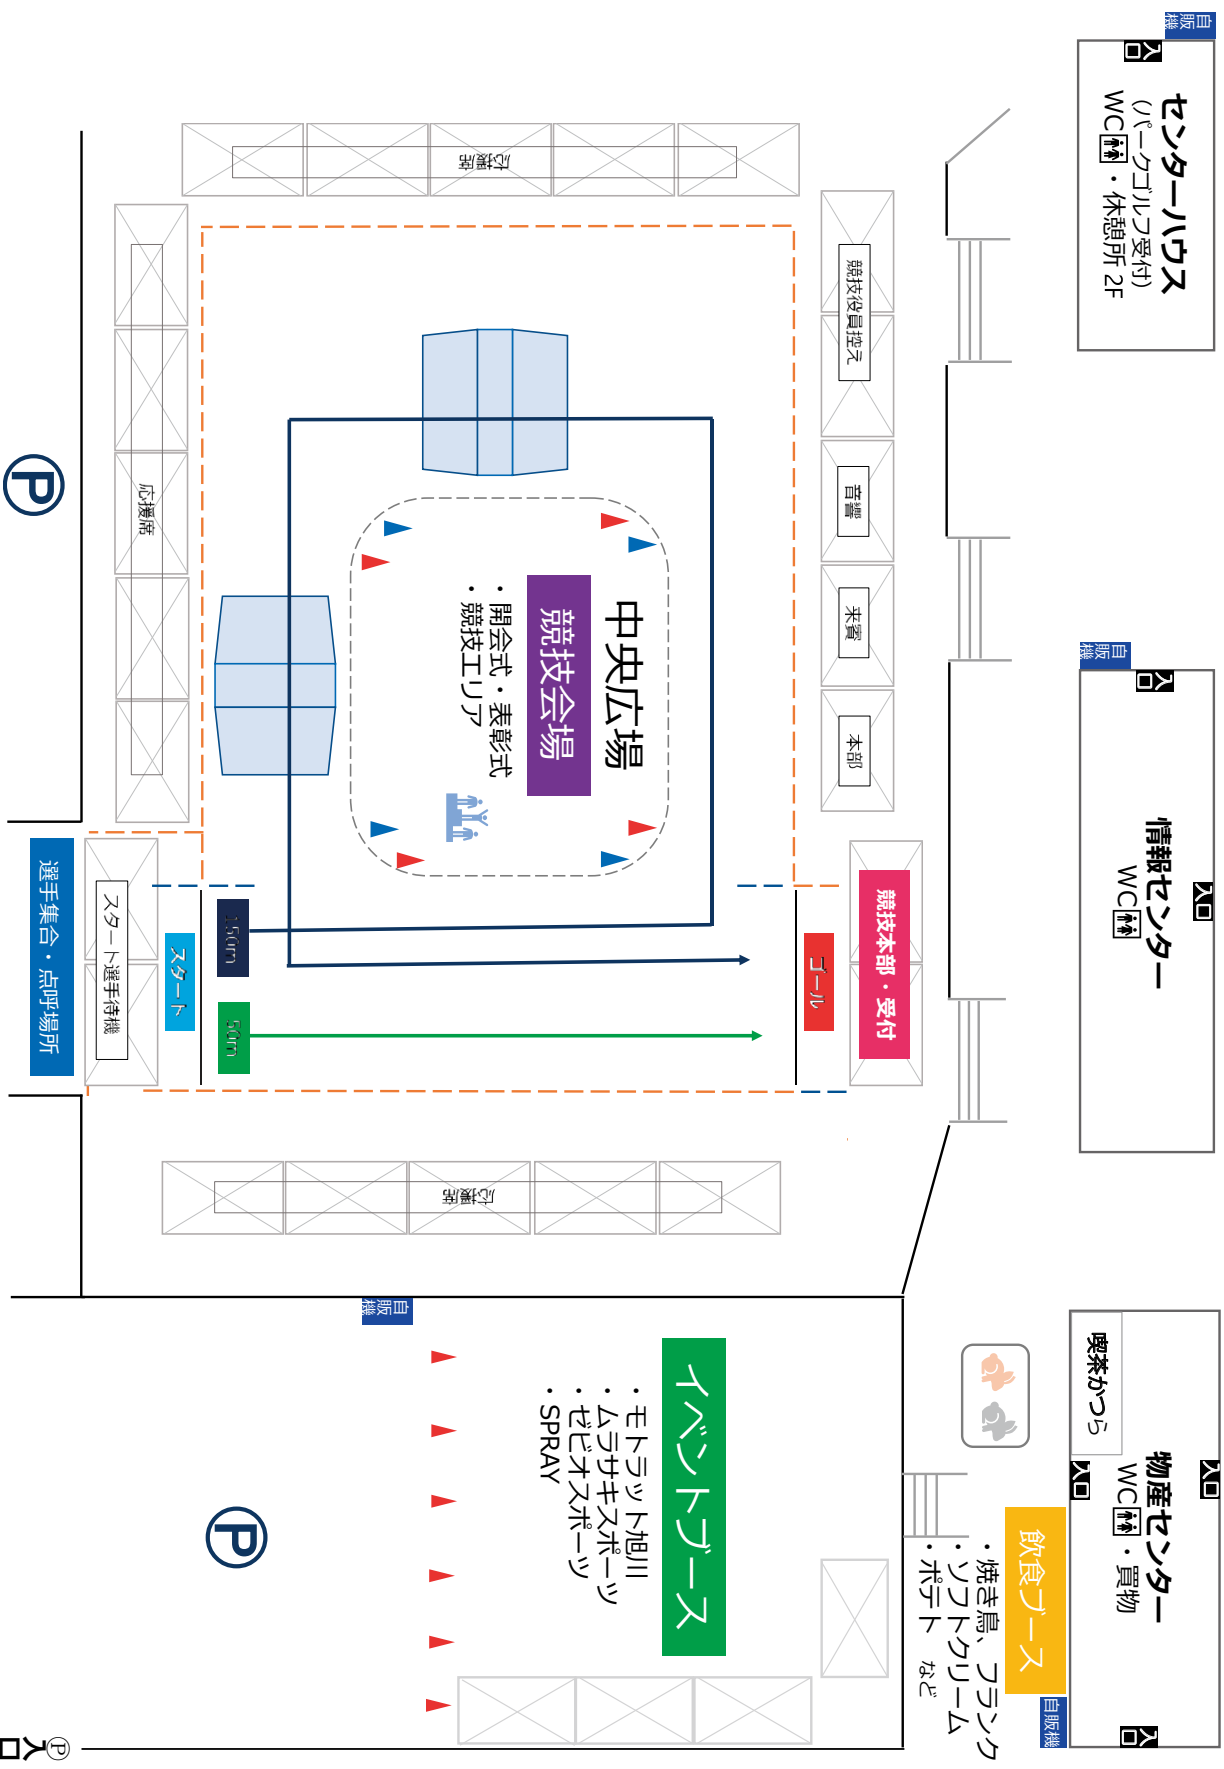 自販機
入口
センターハウス
(パークゴルフ受付)
WC・休憩所 2F
自販機
入口
情報センター
WC
入口
喫茶かつら
物産センター
WC・買物
入口
入口
入口
飲食ブース
・焼き鳥、フランク
・ソフトクリーム
・ポテト など
自販機
応援席
競技役員控え
音響
来賓
本部
競技本部・受付
ゴール
中央広場
競技会場
・開会式・表彰式
・競技エリア
応援席
150m
50m
スタート
スタート選手待機
選手集合・点呼場所
応援席
P
自販機
イベントブース
・モトラット旭川
・ムラサキスポーツ
・ゼビオスポーツ
・SPRAY
P
P
入口